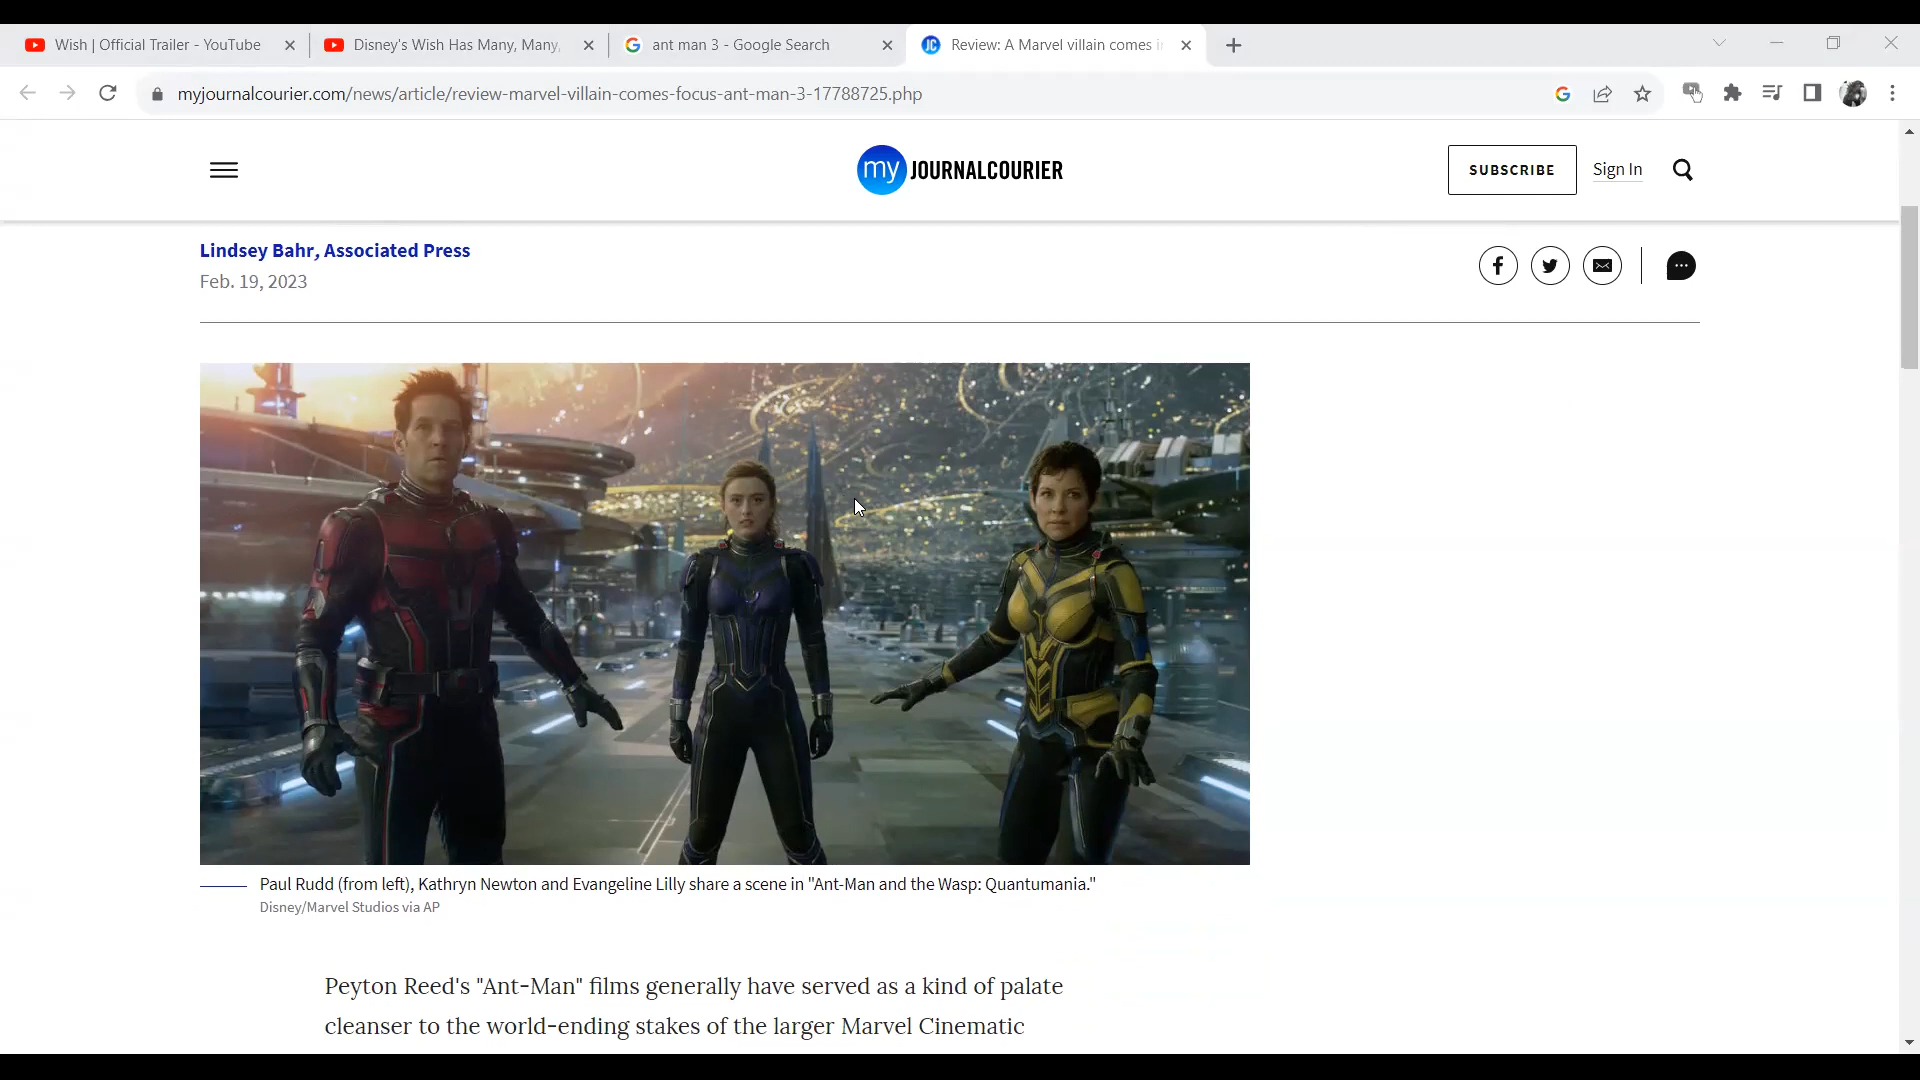 Wish | Official Trailer - YouTube
Disney's Wish Has Many, Many,
ant man 3 - Google Search
Review: A Marvel villain comes i
myjournalcourier.com/news/article/review-marvel-villain-comes-focus-ant-man-3-17788725.php
my JOURNALCOURIER
SUBSCRIBE
Sign In
Lindsey Bahr, Associated Press
Feb. 19, 2023
Paul Rudd (from left), Kathryn Newton and Evangeline Lilly share a scene in "Ant-Man and the Wasp: Quantumania."
Disney/Marvel Studios via AP
Peyton Reed's "Ant-Man" films generally have served as a kind of palate
cleanser to the world-ending stakes of the larger Marvel Cinematic